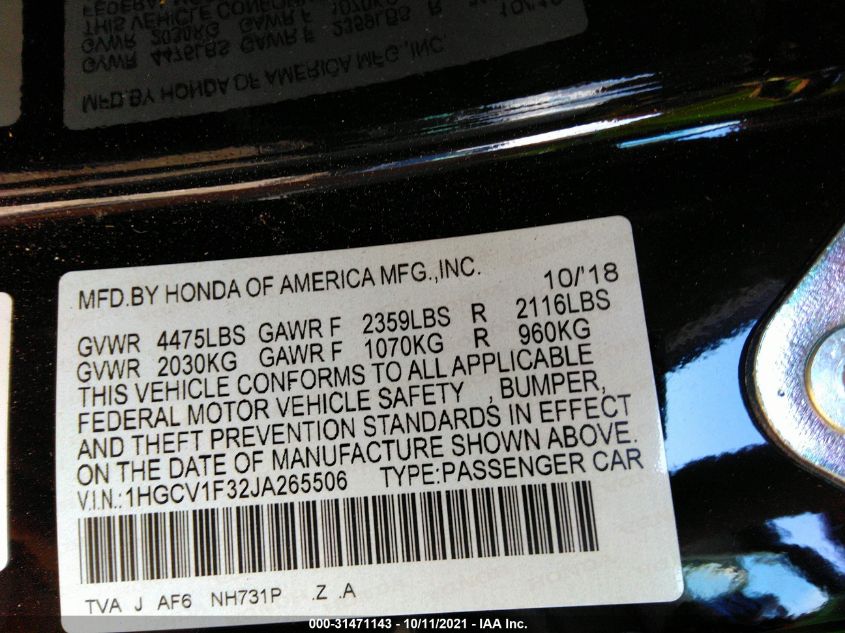 MFD.BY HONDA OF AMERICA MFG.,INC. 10/'18
GVWR 4475LBS GAWR F 2359LBS R 2116LBS
GVWR 2030KG GAWR F 1070KG R 960KG
THIS VEHICLE CONFORMS TO ALL APPLICABLE
FEDERAL MOTOR VEHICLE SAFETY , BUMPER,
AND THEFT PREVENTION STANDARDS IN EFFECT
ON THE DATE OF MANUFACTURE SHOWN ABOVE.
V.I.N.:1HGCV1F32JA265506 TYPE:PASSENGER CAR
TVA J AF6 NH731P .Z .A
000-31471143 - 10/11/2021 - IAA Inc.